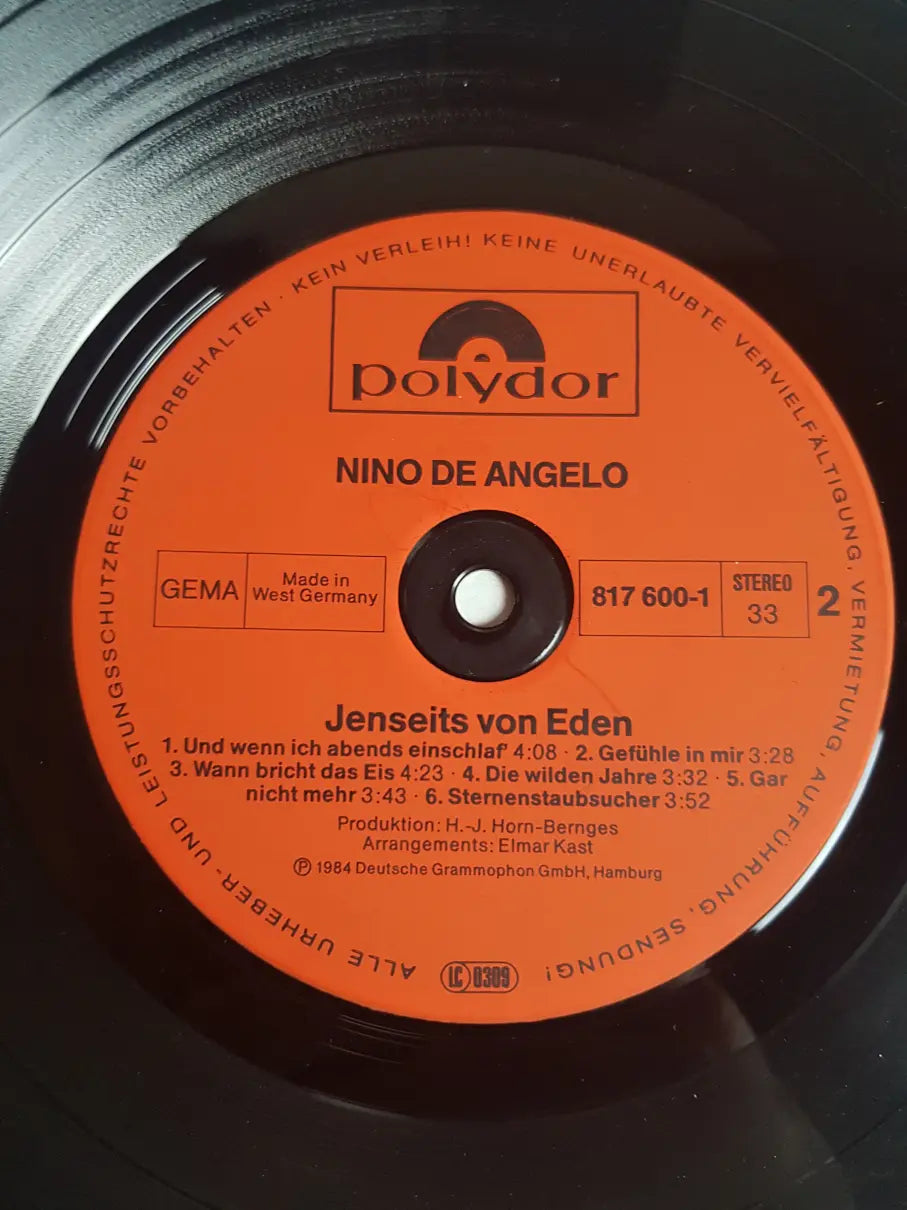 ALLE URHEBER- UND LEISTUNGSSCHUTZRECHTE VORBEHALTEN · KEIN VERLEIH! KEINE UNERLAUBTE VERVIELFÄLTIGUNG, VERMIETUNG, AUFFÜHRUNG, SENDUNG!
polydor
NINO DE ANGELO
GEMA
Made in
West Germany
817 600-1
STEREO
33
2
Jenseits von Eden
1. Und wenn ich abends einschlaf' 4:08 · 2. Gefühle in mir 3:28
3. Wann bricht das Eis 4:23 · 4. Die wilden Jahre 3:32 · 5. Gar
nicht mehr 3:43 · 6. Sternenstaubsucher 3:52
Produktion: H.-J. Horn-Bernges
Arrangements: Elmar Kast
Ⓟ 1984 Deutsche Grammophon GmbH, Hamburg
LC 0309